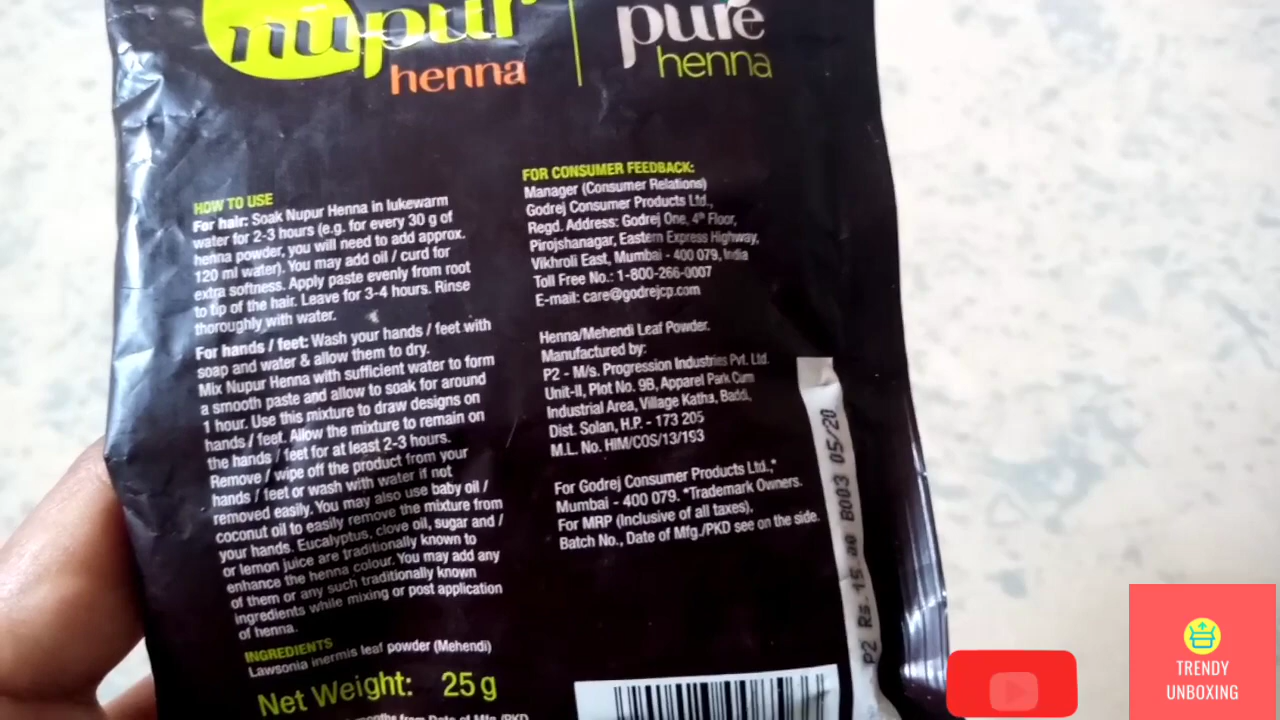 nupur
henna
pure
henna
HOW TO USE
For hair: Soak Nupur Henna in lukewarm
water for 2-3 hours (e.g. for every 30 g of
henna powder, you will need to add approx.
120 ml water). You may add oil / curd for
extra softness. Apply paste evenly from root
to tip of the hair. Leave for 3-4 hours. Rinse
thoroughly with water.
For hands / feet: Wash your hands / feet with
soap and water & allow them to dry.
Mix Nupur Henna with sufficient water to form
a smooth paste and allow to soak for around
1 hour. Use this mixture to draw designs on
hands / feet. Allow the mixture to remain on
the hands / feet for at least 2-3 hours.
Remove / wipe off the product from your
hands / feet or wash with water if not
removed easily. You may also use baby oil /
coconut oil to easily remove the mixture from
your hands. Eucalyptus, clove oil, sugar and /
or lemon juice are traditionally known to
enhance the henna colour. You may add any
of them or any such traditionally known
ingredients while mixing or post application
of henna.
INGREDIENTS
Lawsonia inermis leaf powder (Mehendi)
Net Weight: 25 g
months from Date of Mfg./PKD
FOR CONSUMER FEEDBACK:
Manager (Consumer Relations)
Godrej Consumer Products Ltd.,
Regd. Address: Godrej One, 4th Floor,
Pirojshanagar, Eastern Express Highway,
Vikhroli East, Mumbai - 400 079, India
Toll Free No.: 1-800-266-0007
E-mail: care@godrejcp.com
Henna/Mehendi Leaf Powder.
Manufactured by:
P2 - M/s. Progression Industries Pvt. Ltd.
Unit-II, Plot No. 9B, Apparel Park Cum
Industrial Area, Village Katha, Baddi,
Dist. Solan, H.P. - 173 205
M.L. No. HIM/COS/13/193
For Godrej Consumer Products Ltd.,*
Mumbai - 400 079. *Trademark Owners.
For MRP (Inclusive of all taxes),
Batch No., Date of Mfg./PKD see on the side.
P2 Rs. 15.00 B003 05/20
TRENDY
UNBOXING